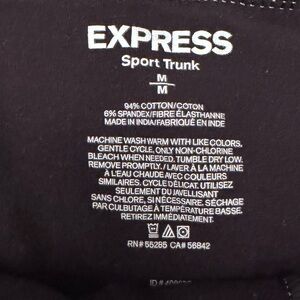 EXPRESS
Sport Trunk
M
M
94% COTTON/COTON
6% SPANDEX/FIBRE ÉLASTHANNE
MADE IN INDIA/FABRIQUÉ EN INDE
MACHINE WASH WARM WITH LIKE COLORS,
GENTLE CYCLE, ONLY NON-CHLORINE
BLEACH WHEN NEEDED. TUMBLE DRY LOW.
REMOVE PROMPTLY. / LAVER À LA MACHINE
À L'EAU CHAUDE AVEC COULEURS
SIMILAIRES. CYCLE DÉLICAT. UTILISER
SEULEMENT DU JAVELLISANT
SANS CHLORE, SI NÉCESSAIRE. SÉCHAGE
PAR CULBUTAGE À TEMPÉRATURE BASSE.
RETIREZ IMMÉDIATEMENT.
RN# 55285 CA# 56842